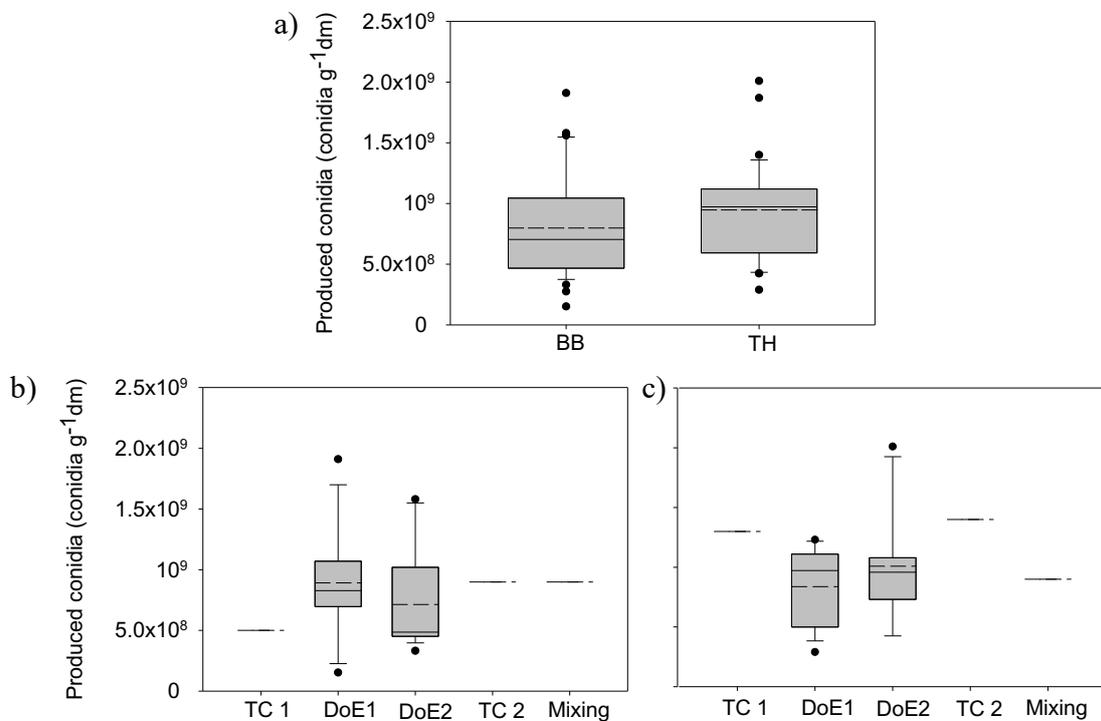 a)
Produced conidia (conidia g⁻¹dm)
2.5x10⁹
2.0x10⁹
1.5x10⁹
10⁹
5.0x10⁸
0
BB TH
b)
Produced conidia (conidia g⁻¹dm)
2.5x10⁹
2.0x10⁹
1.5x10⁹
10⁹
5.0x10⁸
0
TC 1 DoE1 DoE2 TC 2 Mixing
c)
TC 1 DoE1 DoE2 TC 2 Mixing